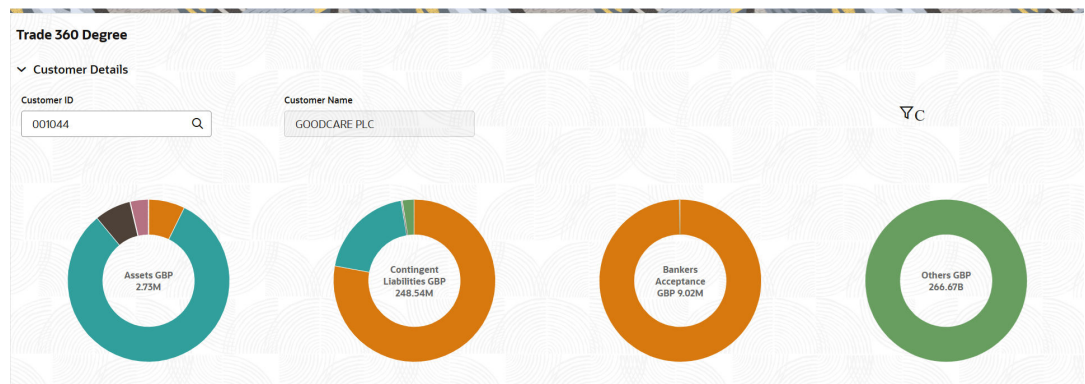 Trade 360 Degree
Customer Details
Customer ID
Customer Name
001044
GOODCARE PLC
C
Assets GBP
2.73M
Contingent
Liabilities GBP
248.54M
Bankers
Acceptance
GBP 9.02M
Others GBP
266.67B